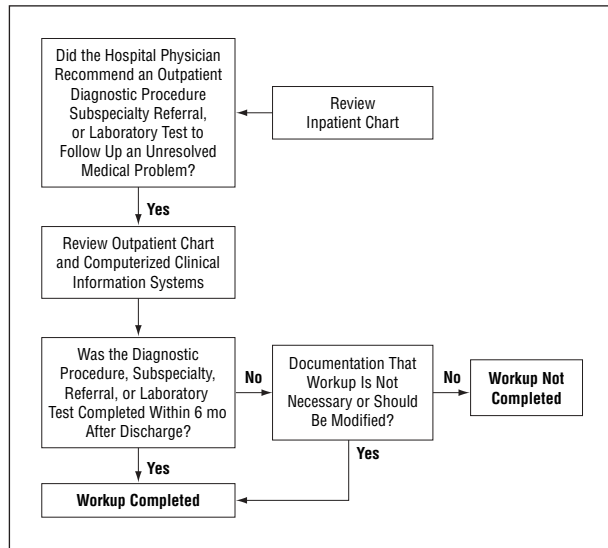 Did the Hospital Physician
Recommend an Outpatient
Diagnostic Procedure
Subspecialty Referral,
or Laboratory Test to
Follow Up an Unresolved
Medical Problem?
Review
Inpatient Chart
Yes
Review Outpatient Chart
and Computerized Clinical
Information Systems
Was the Diagnostic
Procedure, Subspecialty,
Referral, or Laboratory
Test Completed Within 6 mo
After Discharge?
No
Documentation That
Workup Is Not
Necessary or Should
Be Modified?
No
Workup Not
Completed
Yes
Yes
Workup Completed